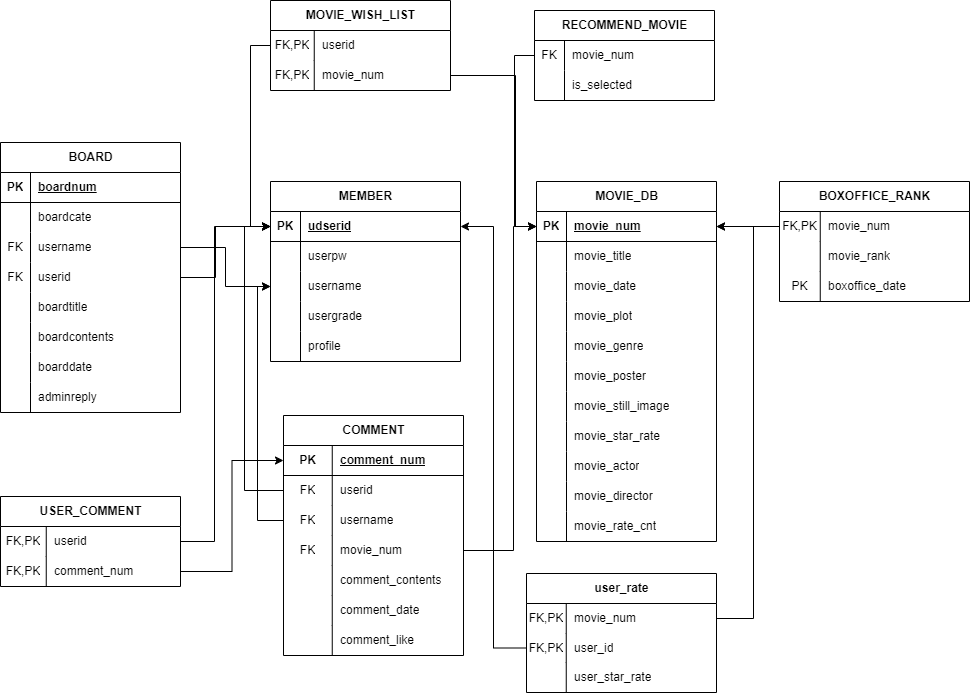 MOVIE_WISH_LIST
FK,PK userid
FK,PK movie_num
RECOMMEND_MOVIE
FK movie_num
is_selected
BOARD
PK boardnum
boardcate
FK username
FK userid
boardtitle
boardcontents
boarddate
adminreply
MEMBER
PK udserid
userpw
username
usergrade
profile
MOVIE_DB
PK movie_num
movie_title
movie_date
movie_plot
movie_genre
movie_poster
movie_still_image
movie_star_rate
movie_actor
movie_director
movie_rate_cnt
BOXOFFICE_RANK
FK,PK movie_num
movie_rank
PK boxoffice_date
COMMENT
PK comment_num
FK userid
FK username
FK movie_num
comment_contents
comment_date
comment_like
USER_COMMENT
FK,PK userid
FK,PK comment_num
user_rate
FK,PK movie_num
FK,PK user_id
user_star_rate